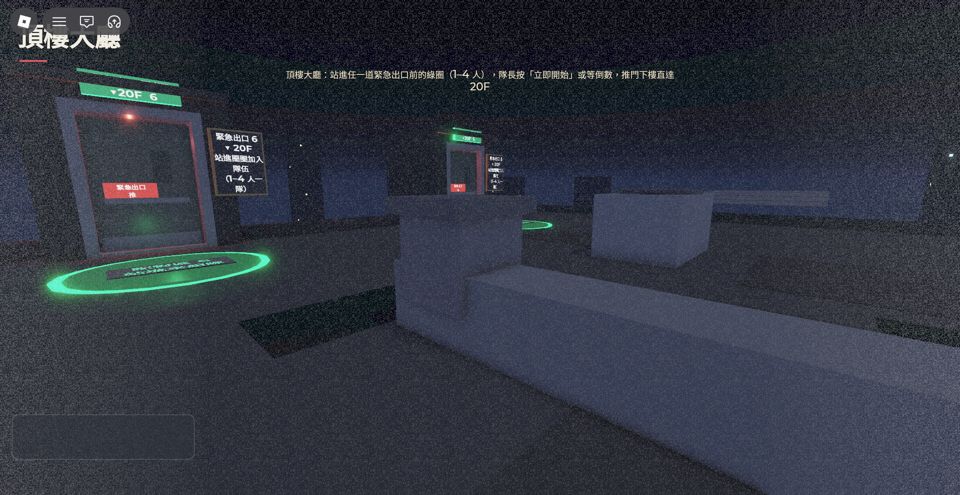 頂樓大廳
頂樓大廳：站進任一道緊急出口前的綠圈（1–4 人），隊長按「立即開始」或等倒數，推門下樓直達
20F
▼20F 6
緊急出口 6
▼ 20F
站進圈圈加入
隊伍
（1–4 人一
隊）
緊急出口
推